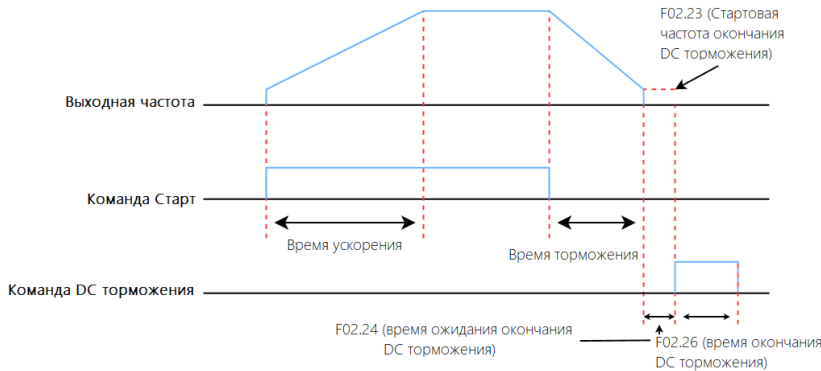 F02.23 (Стартовая
частота окончания
DC торможения)
Выходная частота
Команда Старт
Время ускорения
Время торможения
Команда DC торможения
F02.24 (время ожидания окончания
DC торможения)
F02.26 (время окончания
DC торможения)